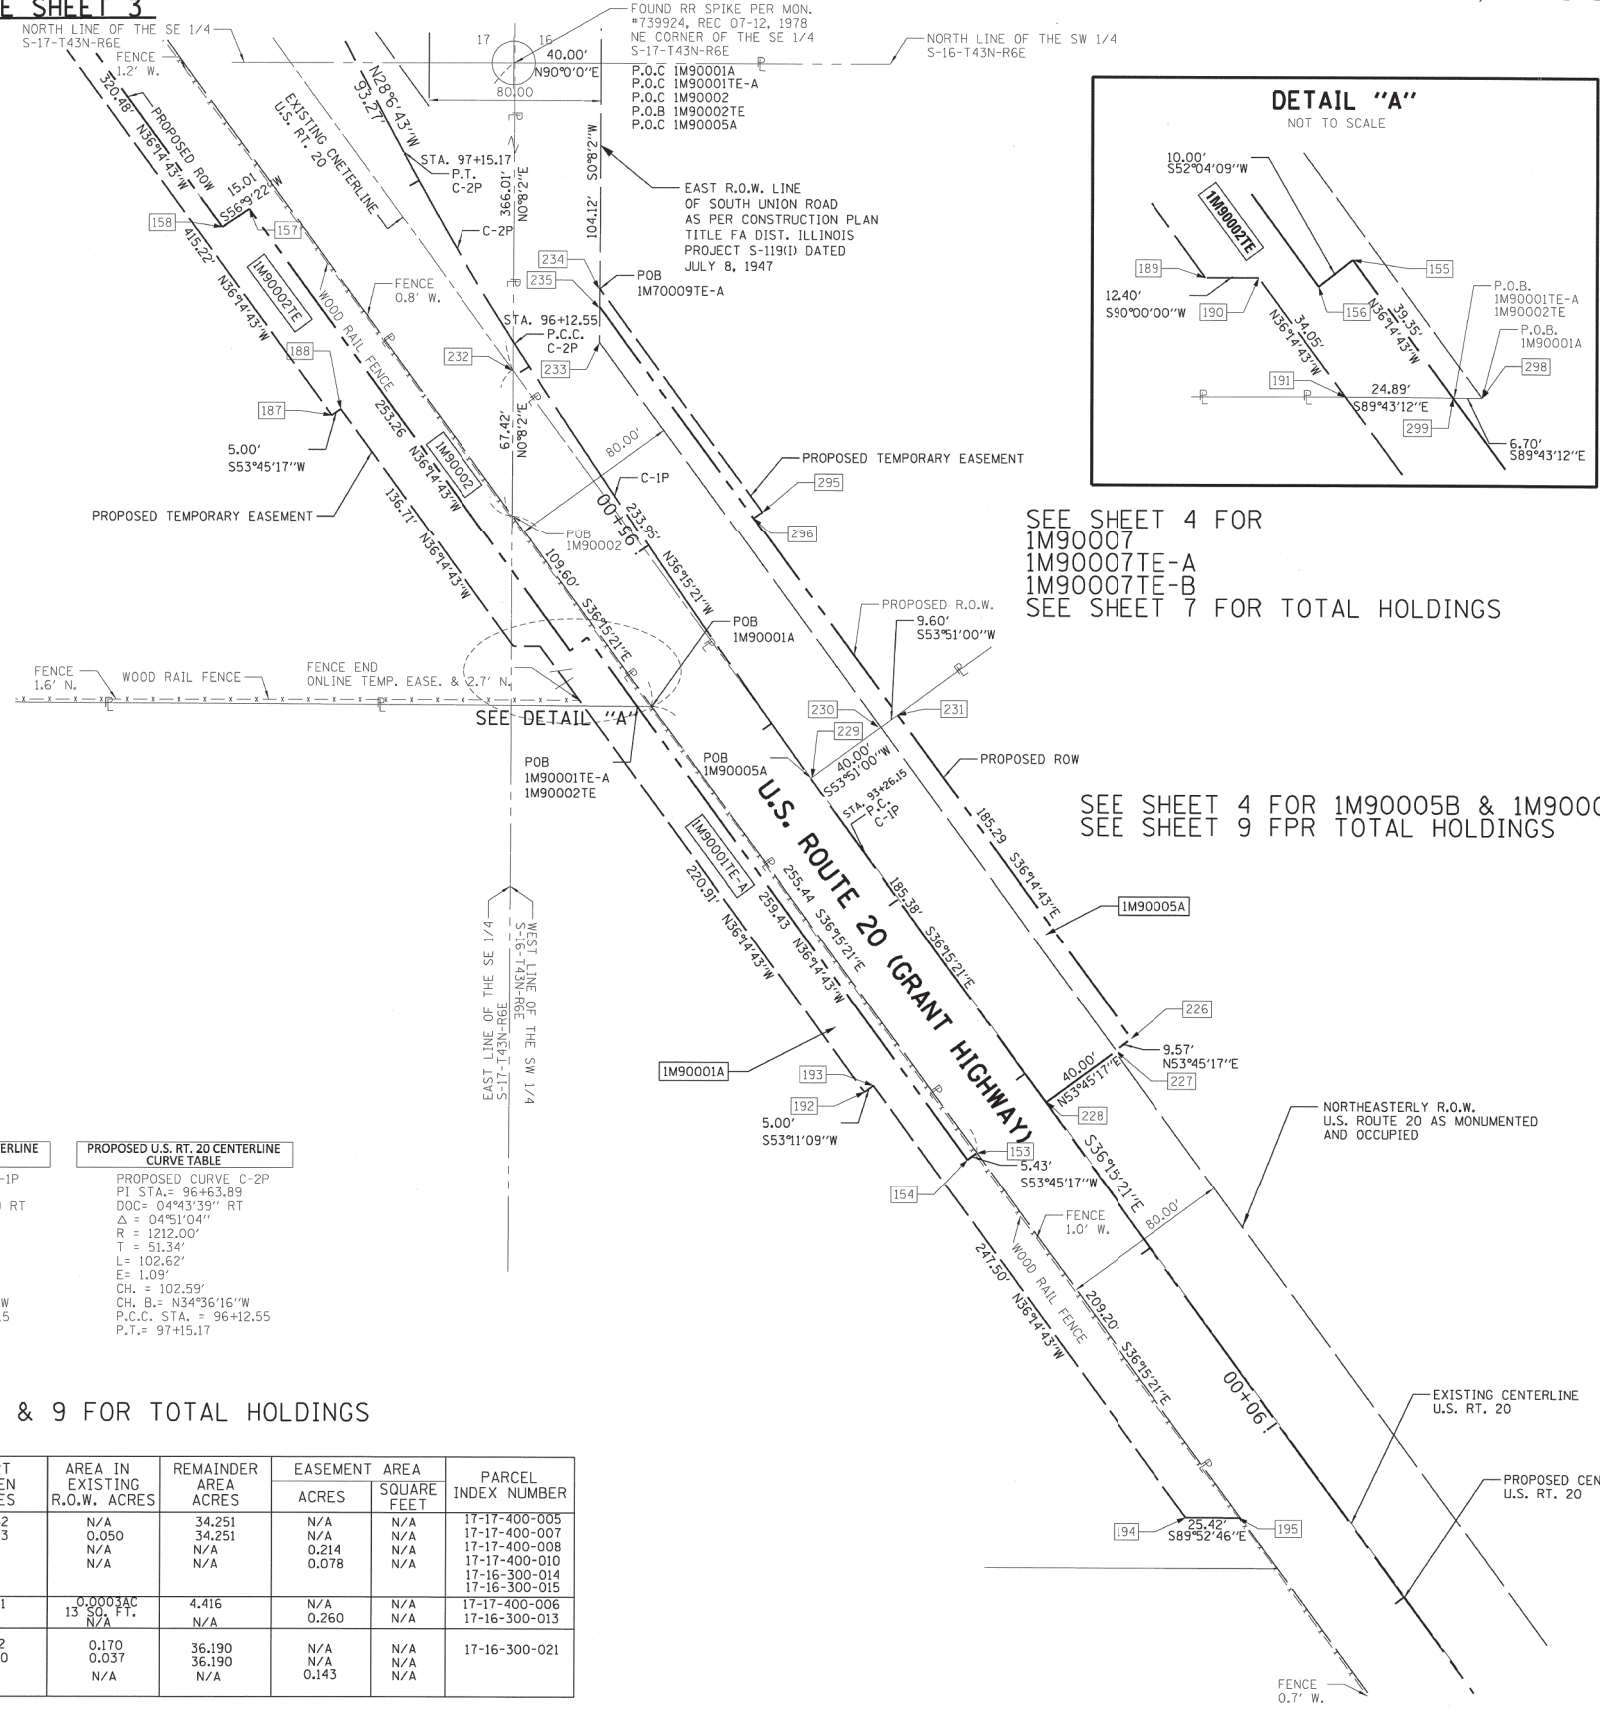 E SHEET 3
NORTH LINE OF THE SE 1/4
S-17-T43N-R6E
FENCE
1.2' W.
320.48' N36°14'43"W
PROPOSED ROW
15.01
S56°9'22"W
158
157
415.22' N36°14'43"W
1M90002TE
EXISTING CNETERLINE
U.S. RT. 20
N28°6'43"W
93.27'
17
16
40.00'
N90°0'0"E
80.00
FOUND RR SPIKE PER MON.
#739924, REC 07-12, 1978
NE CORNER OF THE SE 1/4
S-17-T43N-R6E
P.O.C 1M90001A
P.O.C 1M90001TE-A
P.O.C 1M90002
P.O.B 1M90002TE
P.O.C 1M90005A
NORTH LINE OF THE SW 1/4
S-16-T43N-R6E
STA. 97+15.17
P.T.
C-2P
C-2P
366.01' N0°8'2"E
104.12' S0°8'2"W
EAST R.O.W. LINE
OF SOUTH UNION ROAD
AS PER CONSTRUCTION PLAN
TITLE FA DIST. ILLINOIS
PROJECT S-119(I) DATED
JULY 8, 1947
234
235
POB
1M70009TE-A
FENCE
0.8' W.
WOOD RAIL FENCE
STA. 96+12.55
P.C.C.
C-2P
232
233
188
187
5.00'
S53°45'17"W
253.26 N36°14'43"W
1M90002
67.42' N0°8'2"E
80.00'
C-1P
PROPOSED TEMPORARY EASEMENT
295
296
PROPOSED TEMPORARY EASEMENT
136.71' N36°14'43"W
POB
1M90002
!95+00
233.95' N36°15'21"W
109.60' S36°15'21"E
POB
1M90001A
PROPOSED R.O.W.
9.60'
S53°51'00"W
FENCE
1.6' N.
WOOD RAIL FENCE
FENCE END
ONLINE TEMP. EASE. & 2.7' N.
SEE DETAIL "A"
POB
1M90001TE-A
1M90002TE
POB
1M90005A
230
231
229
40.00'
S53°51'00"W
STA. 93+26.15
P.C.
C-1P
PROPOSED ROW
DETAIL "A"
NOT TO SCALE
10.00'
S52°04'09"W
1M90002TE
189
12.40'
S90°00'00"W
190
155
156
39.35'
N36°14'43"W
34.05'
N36°14'43"W
P.O.B.
1M90001TE-A
1M90002TE
P.O.B.
1M90001A
298
191
24.89'
S89°43'12"E
299
6.70'
S89°43'12"E
SEE SHEET 4 FOR
1M90007
1M90007TE-A
1M90007TE-B
SEE SHEET 7 FOR TOTAL HOLDINGS
SEE SHEET 4 FOR 1M90005B & 1M900
SEE SHEET 9 FPR TOTAL HOLDINGS
U.S. ROUTE 20 (GRANT HIGHWAY)
1M90001TE-A
220.91' N36°14'43"W
259.43 N36°14'43"W
255.44 S36°15'21"E
185.38' S36°15'21"E
185.29 S36°14'43"E
1M90005A
EAST LINE OF THE SE 1/4
S-17-T43N-R6E
WEST LINE OF THE SW 1/4
S-16-T43N-R6E
1M90001A
193
192
5.00'
S53°11'09"W
226
9.57'
N53°45'17"E
227
40.00'
N53°45'17"E
228
153
5.43'
S53°45'17"W
154
S36°15'21"E
NORTHEASTERLY R.O.W.
U.S. ROUTE 20 AS MONUMENTED
AND OCCUPIED
80.00'
FENCE
1.0' W.
WOOD RAIL FENCE
247.50' N36°14'43"W
209.20' S36°15'21"E
!90+00
EXISTING CENTERLINE
U.S. RT. 20
PROPOSED CEN
U.S. RT. 20
194
25.42'
S89°52'46"E
195
FENCE
0.7' W.
ERLINE
-1P
RT
W
PROPOSED U.S. RT. 20 CENTERLINE
CURVE TABLE
PROPOSED CURVE C-2P
PI STA.= 96+63.89
DOC= 04°43'39" RT
Δ = 04°51'04"
R = 1212.00'
T = 51.34'
L= 102.62'
E= 1.09'
CH. = 102.59'
CH. B.= N34°36'16"W
P.C.C. STA. = 96+12.55
P.T.= 97+15.17
& 9 FOR TOTAL HOLDINGS
AREA IN EXISTING R.O.W. ACRES
REMAINDER AREA ACRES
EASEMENT AREA
ACRES
SQUARE FEET
PARCEL INDEX NUMBER
2 N/A 34.251 N/A N/A 17-17-400-005
3 0.050 34.251 N/A N/A 17-17-400-007
N/A N/A 0.214 N/A 17-17-400-008
N/A N/A 0.078 N/A 17-17-400-010
17-16-300-014
17-16-300-015
1 0.0003AC 4.416 N/A N/A 17-17-400-006
13 SQ. FT.
N/A N/A 0.260 N/A 17-16-300-013
2 0.170 36.190 N/A N/A 17-16-300-021
0 0.037 36.190 N/A N/A
N/A N/A 0.143 N/A